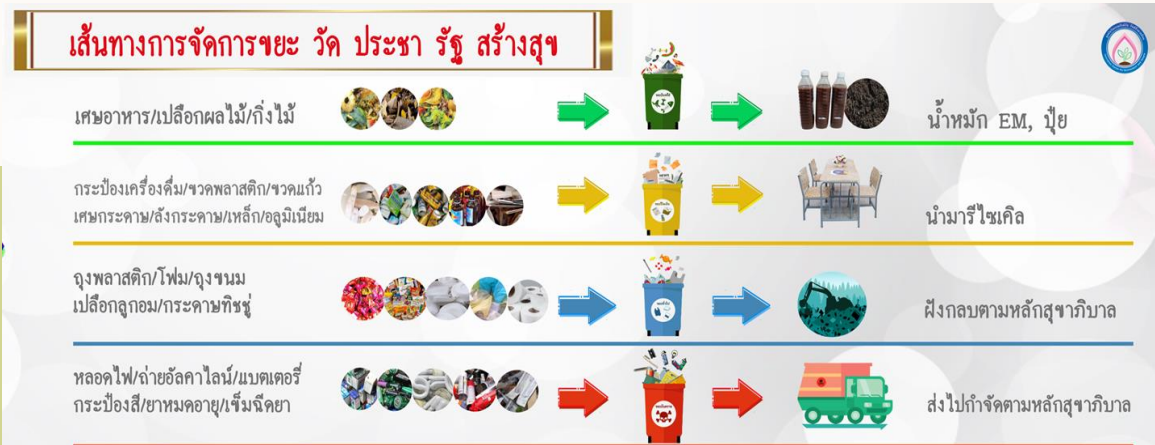 เส้นทางการจัดการขยะ วัด ประชา รัฐ สร้างสุข
เศษอาหาร/เปลือกผลไม้/กิ่งไม้
น้ำหมัก EM, ปุ๋ย
กระป๋องเครื่องดื่ม/ขวดพลาสติก/ขวดแก้ว
เศษกระดาษ/ลังกระดาษ/เหล็ก/อลูมิเนียม
นำมารีไซเคิล
ถุงพลาสติก/โฟม/ถุงขนม
เปลือกลูกอม/กระดาษทิชชู่
ฝังกลบตามหลักสุขาภิบาล
หลอดไฟ/ถ่ายอัลคาไลน์/แบตเตอรี่
กระป๋องสี/ยาหมดอายุ/เข็มฉีดยา
ส่งไปกำจัดตามหลักสุขาภิบาล